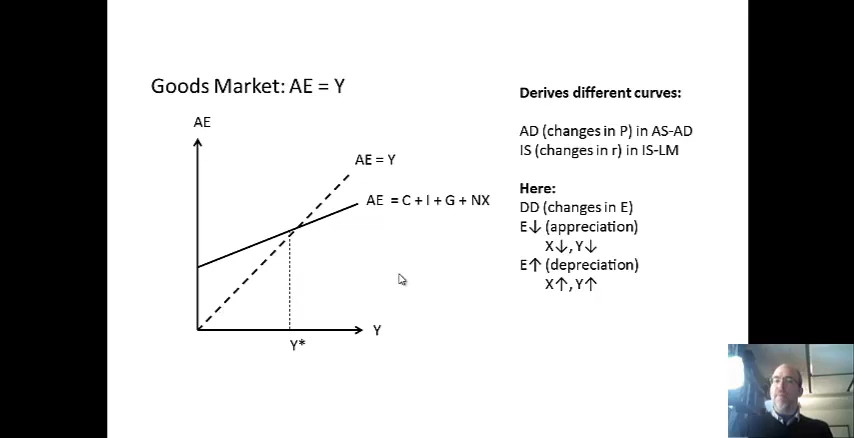 Goods Market: AE = Y
AE
AE = Y
AE = C + I + G + NX
Y
Y*
Derives different curves:
AD (changes in P) in AS-AD
IS (changes in r) in IS-LM
Here:
DD (changes in E)
E↓ (appreciation)
X↓, Y↓
E↑ (depreciation)
X↑, Y↑